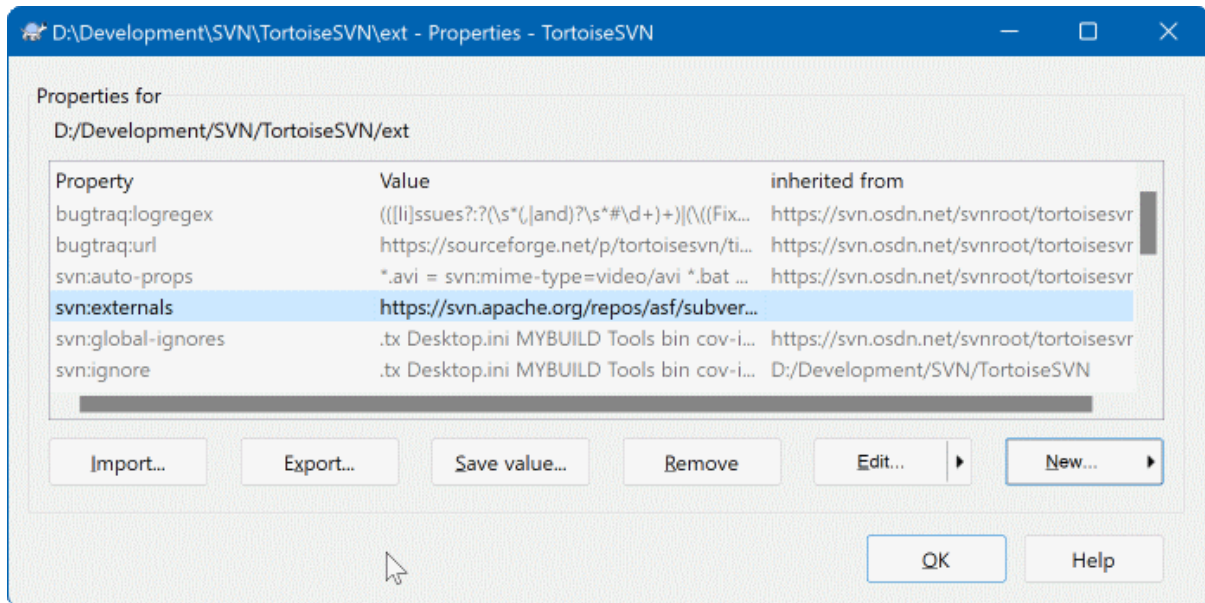 D:\Development\SVN\TortoiseSVN\ext - Properties - TortoiseSVN
Properties for
D:/Development/SVN/TortoiseSVN/ext
Property Value inherited from
bugtraq:logregex (([Ii]ssues?:?(\s*(,|and)?\s*#\d+)+)|(\((Fix... https://svn.osdn.net/svnroot/tortoisesvr
bugtraq:url https://sourceforge.net/p/tortoisesvn/ti... https://svn.osdn.net/svnroot/tortoisesvr
svn:auto-props *.avi = svn:mime-type=video/avi *.bat ... https://svn.osdn.net/svnroot/tortoisesvr
svn:externals https://svn.apache.org/repos/asf/subver...
svn:global-ignores .tx Desktop.ini MYBUILD Tools bin cov-i... https://svn.osdn.net/svnroot/tortoisesvr
svn:ignore .tx Desktop.ini MYBUILD Tools bin cov-i... D:/Development/SVN/TortoiseSVN
Import... Export... Save value... Remove Edit... New...
OK Help